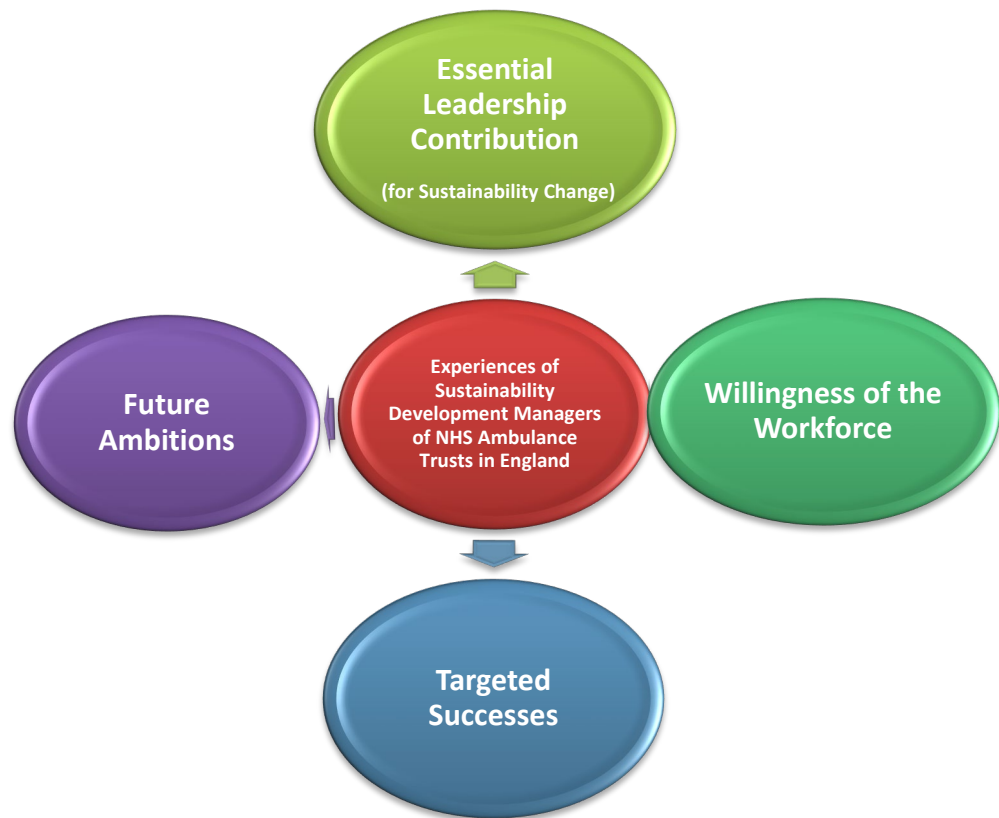 Essential
Leadership
Contribution
(for Sustainability Change)
Future
Ambitions
Experiences of
Sustainability
Development Managers
of NHS Ambulance
Trusts in England
Willingness of the
Workforce
Targeted
Successes